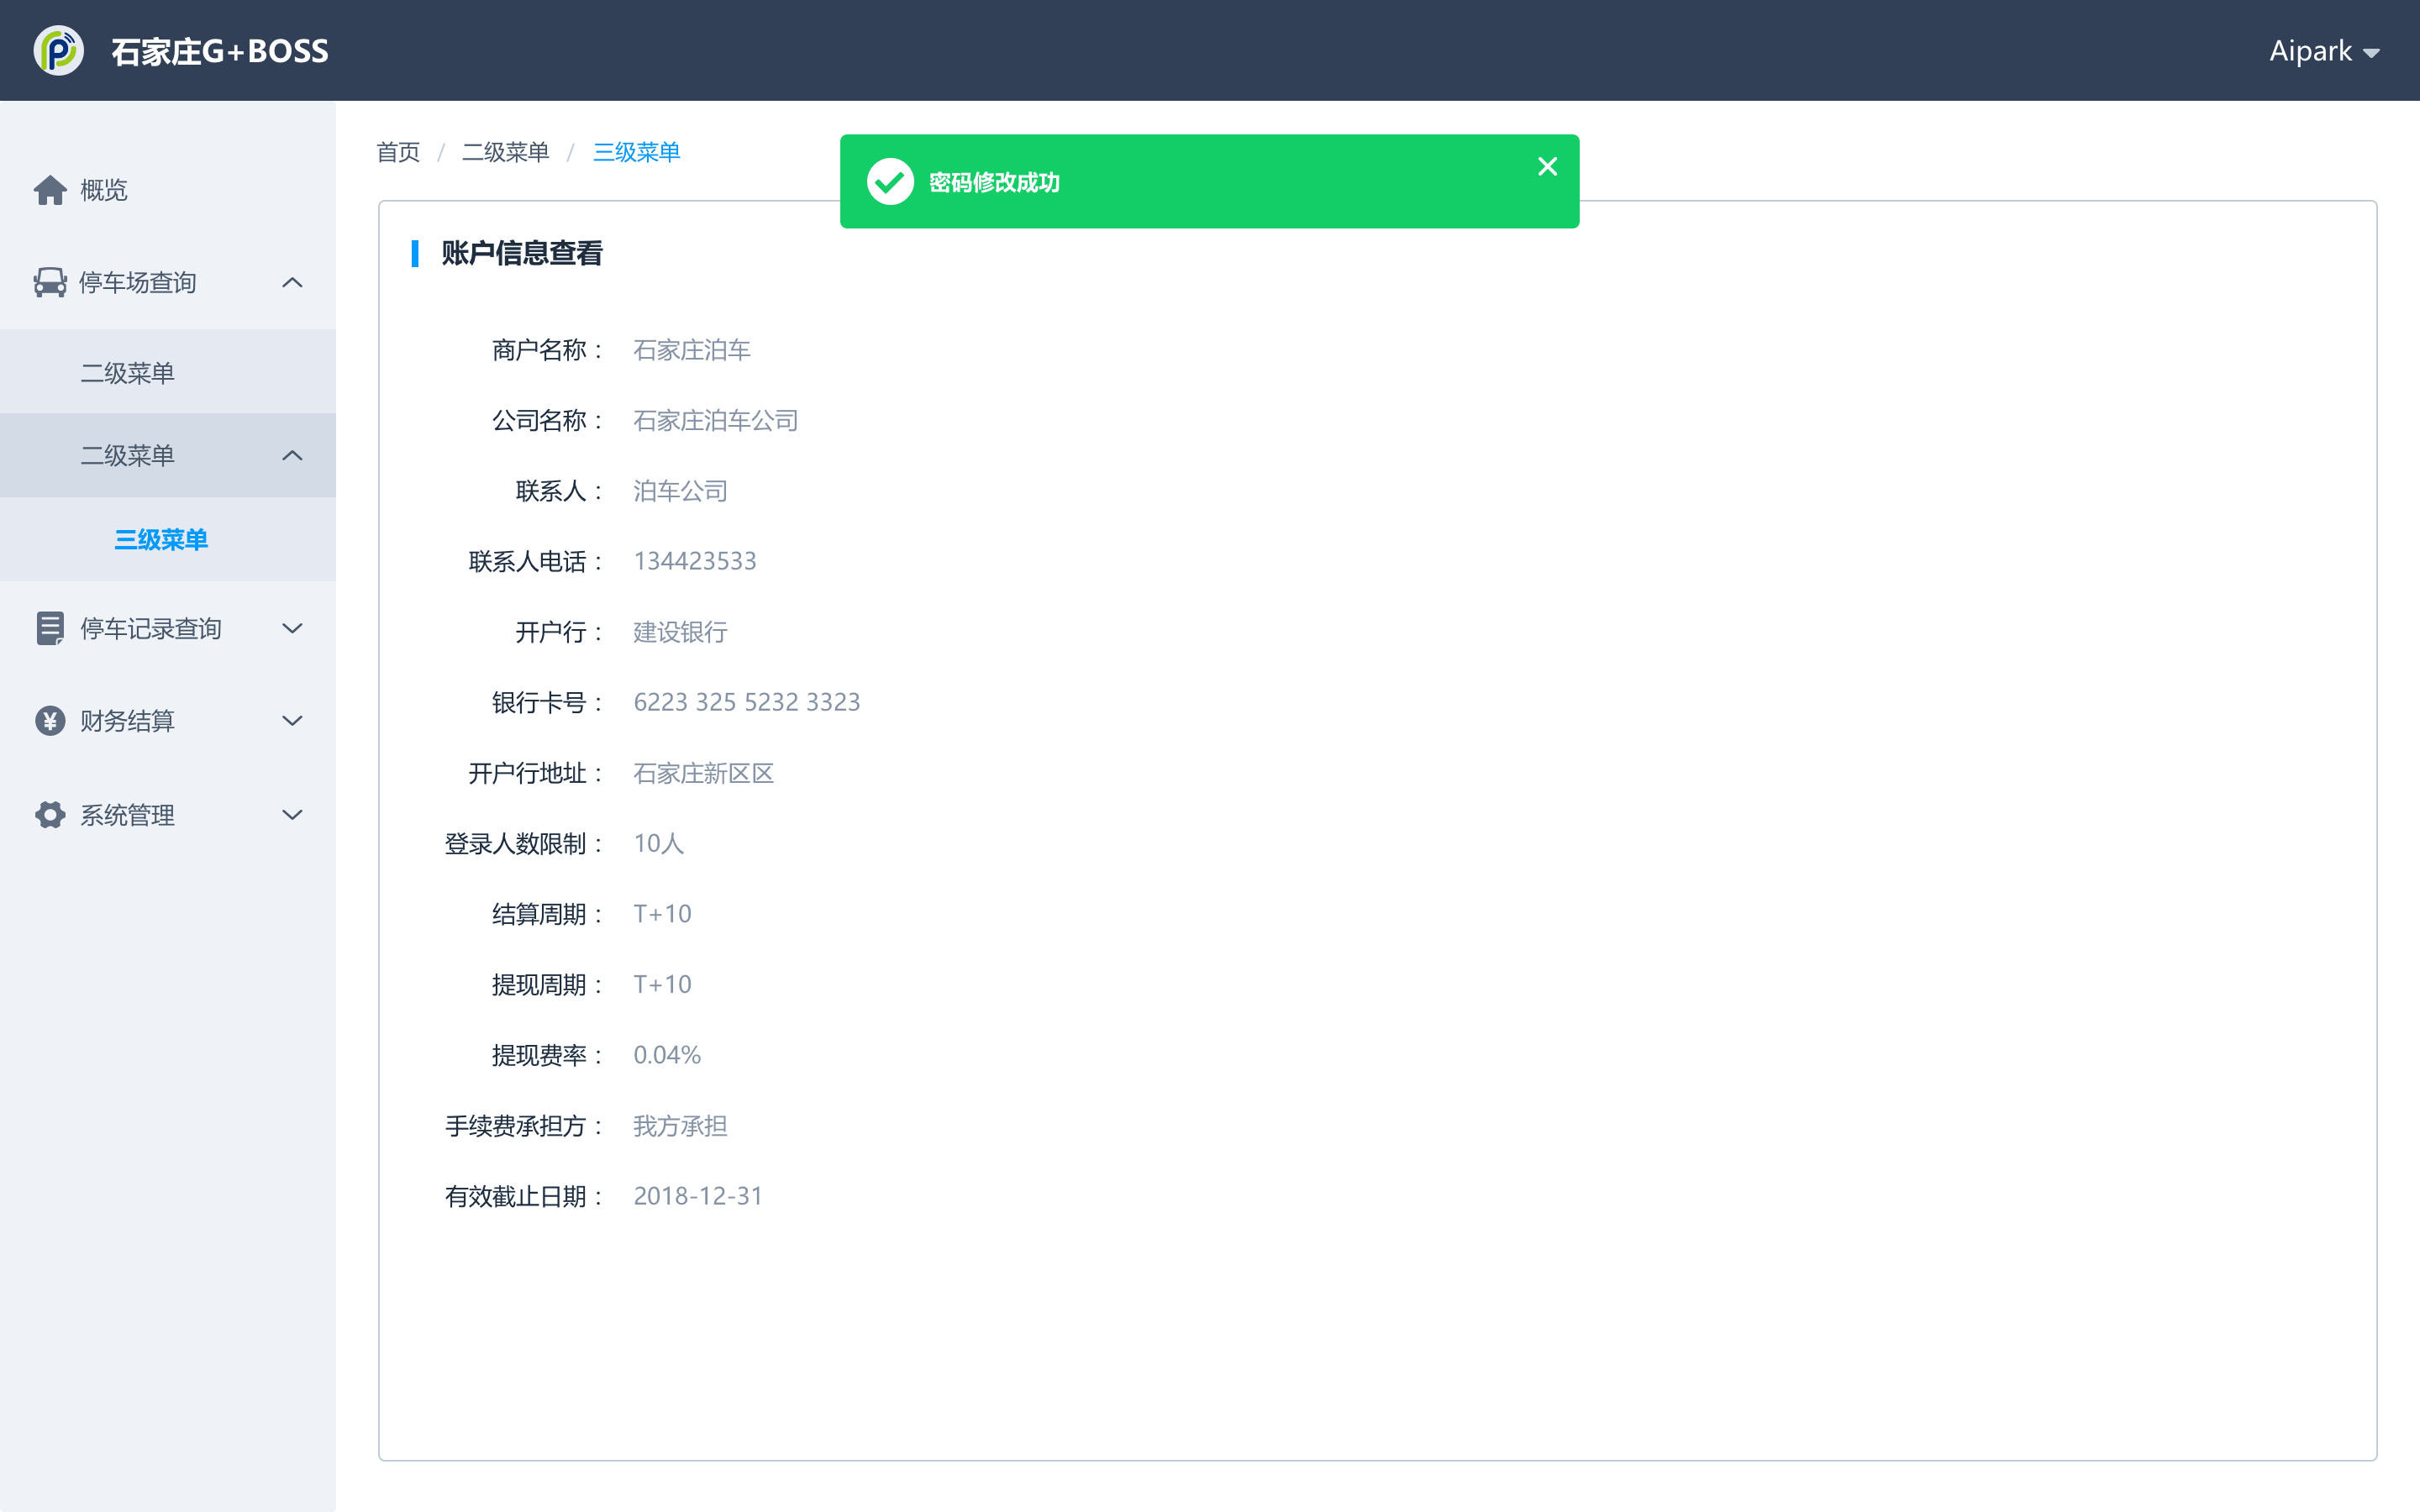 石家庄G+BOSS
Aipark
首页 / 二级菜单 / 三级菜单
密码修改成功
概览
停车场查询
二级菜单
二级菜单
三级菜单
停车记录查询
财务结算
系统管理
账户信息查看
商户名称： 石家庄泊车
公司名称： 石家庄泊车公司
联系人： 泊车公司
联系人电话： 134423533
开户行： 建设银行
银行卡号： 6223 325 5232 3323
开户行地址： 石家庄新区区
登录人数限制： 10人
结算周期： T+10
提现周期： T+10
提现费率： 0.04%
手续费承担方： 我方承担
有效截止日期： 2018-12-31